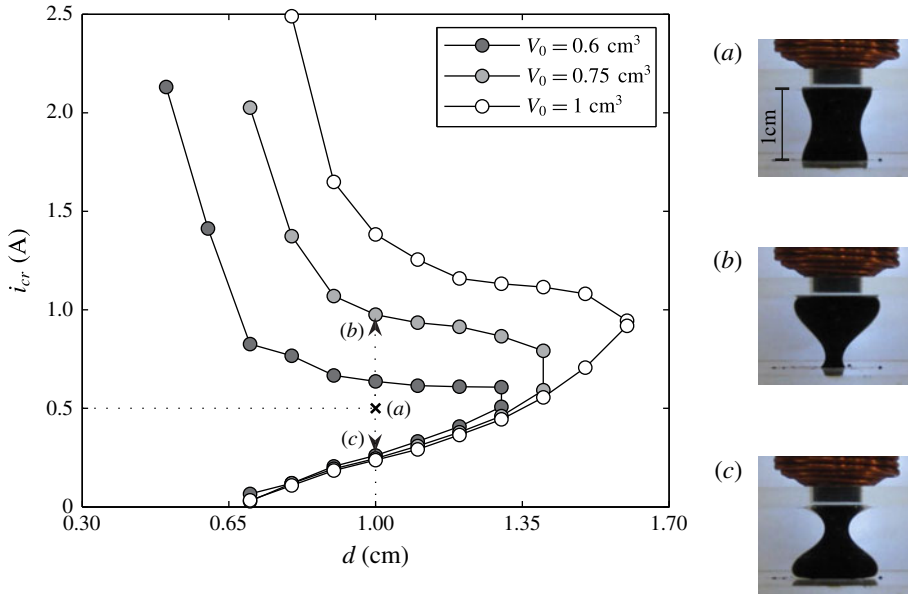 2.5
2.0
1.5
1.0
0.5
0
i_cr (A)
V_0 = 0.6 cm^3
V_0 = 0.75 cm^3
V_0 = 1 cm^3
(b)
(a)
(c)
0.30 0.65 1.00 1.35 1.70
d (cm)
(a)
1cm
(b)
(c)